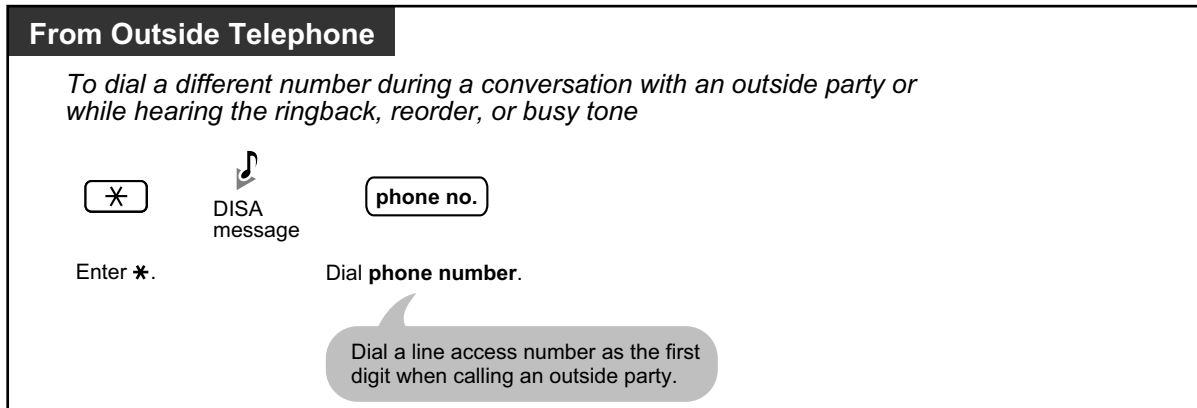 From Outside Telephone
To dial a different number during a conversation with an outside party or
while hearing the ringback, reorder, or busy tone
DISA
message
phone no.
Enter ✱.
Dial phone number.
Dial a line access number as the first
digit when calling an outside party.